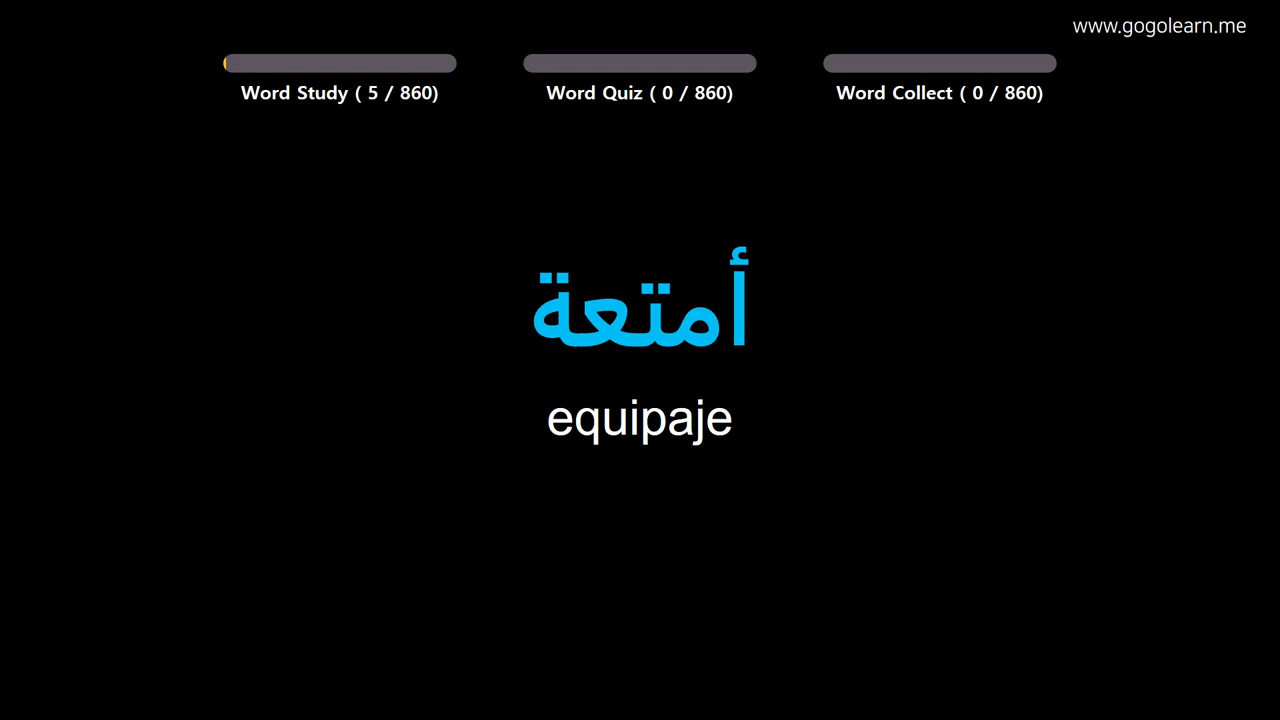 www.gogolearn.me
Word Study ( 5 / 860)
Word Quiz ( 0 / 860)
Word Collect ( 0 / 860)
أمتعة
equipaje